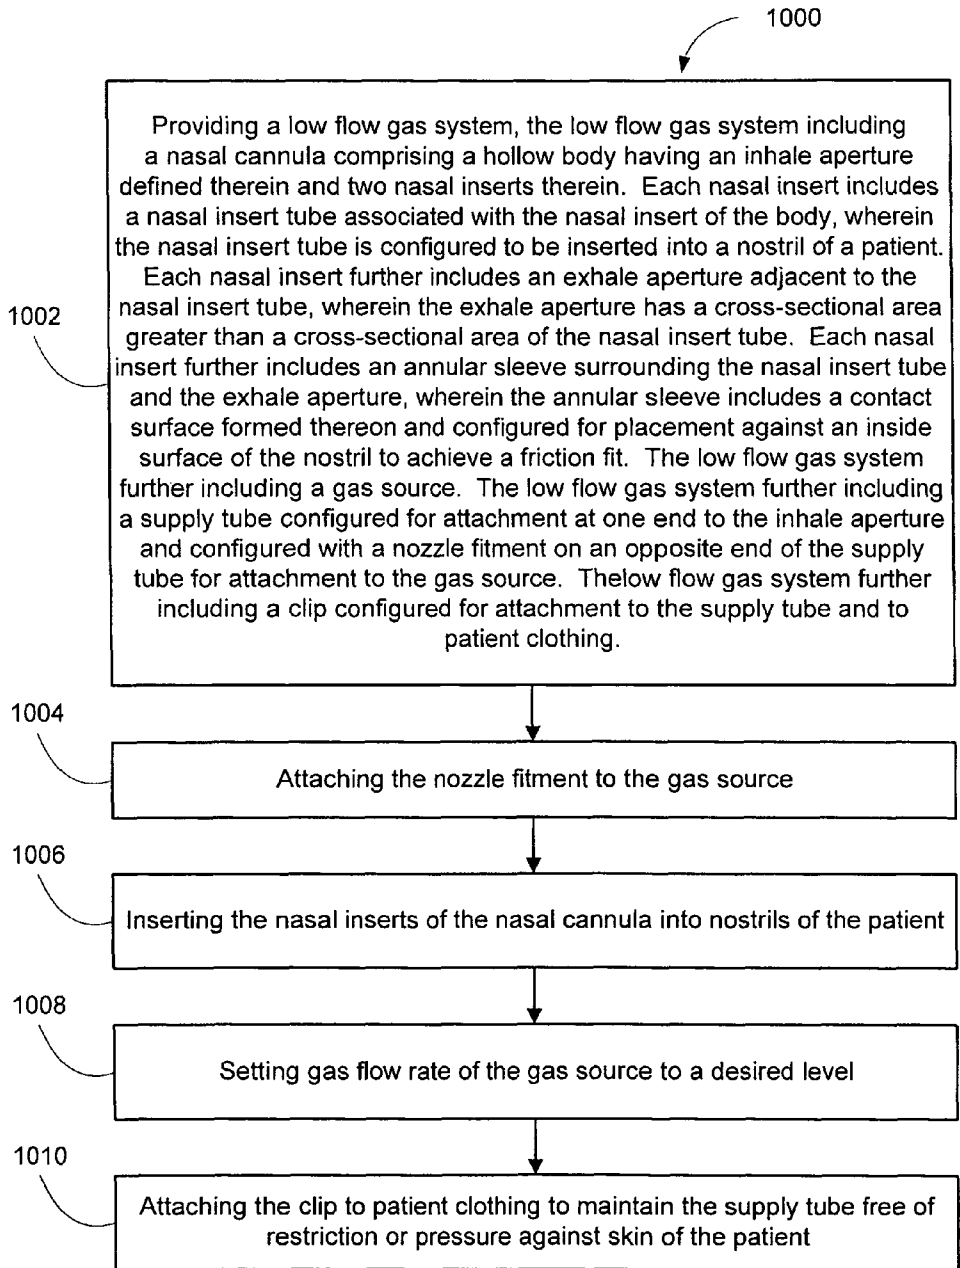 1000
Providing a low flow gas system, the low flow gas system including
a nasal cannula comprising a hollow body having an inhale aperture
defined therein and two nasal inserts therein. Each nasal insert includes
a nasal insert tube associated with the nasal insert of the body, wherein
the nasal insert tube is configured to be inserted into a nostril of a patient.
Each nasal insert further includes an exhale aperture adjacent to the
nasal insert tube, wherein the exhale aperture has a cross-sectional area
greater than a cross-sectional area of the nasal insert tube. Each nasal
insert further includes an annular sleeve surrounding the nasal insert tube
and the exhale aperture, wherein the annular sleeve includes a contact
surface formed thereon and configured for placement against an inside
surface of the nostril to achieve a friction fit. The low flow gas system
further including a gas source. The low flow gas system further including
a supply tube configured for attachment at one end to the inhale aperture
and configured with a nozzle fitment on an opposite end of the supply
tube for attachment to the gas source. Thelow flow gas system further
including a clip configured for attachment to the supply tube and to
patient clothing.
1002
1004
Attaching the nozzle fitment to the gas source
1006
Inserting the nasal inserts of the nasal cannula into nostrils of the patient
1008
Setting gas flow rate of the gas source to a desired level
1010
Attaching the clip to patient clothing to maintain the supply tube free of
restriction or pressure against skin of the patient